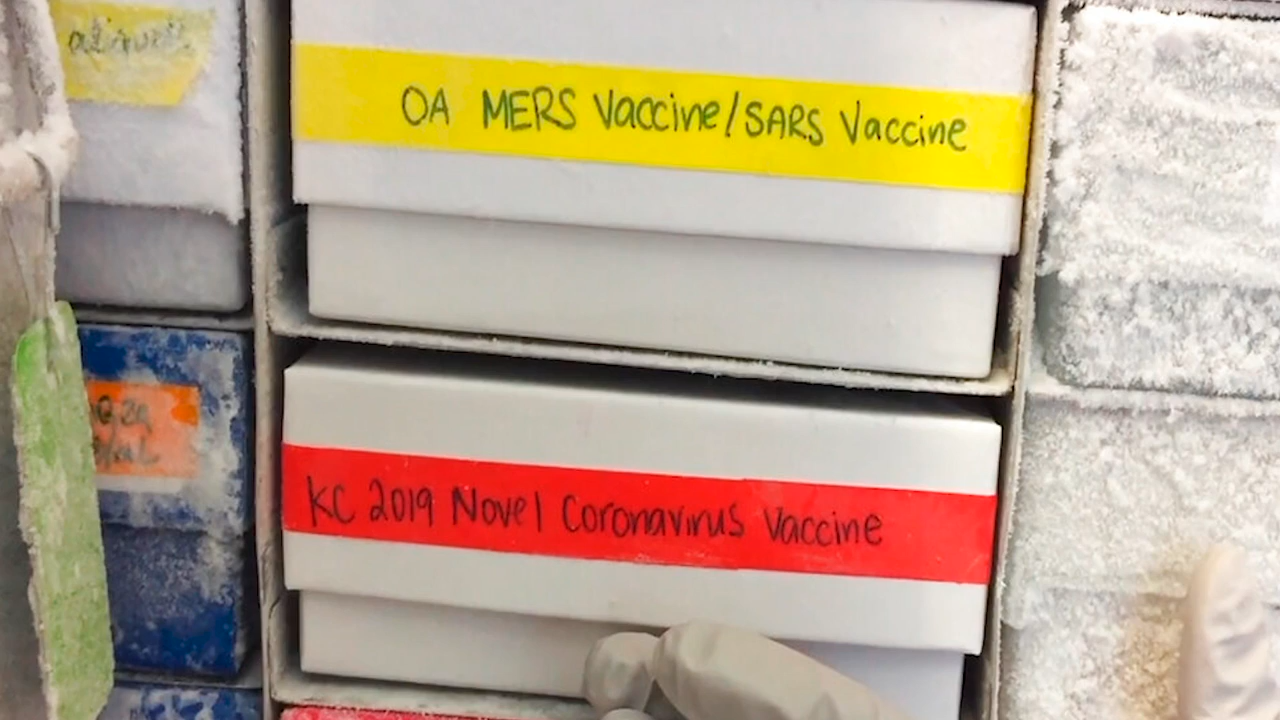 OA MERS Vaccine/SARS Vaccine
KC 2019 Novel Coronavirus Vaccine